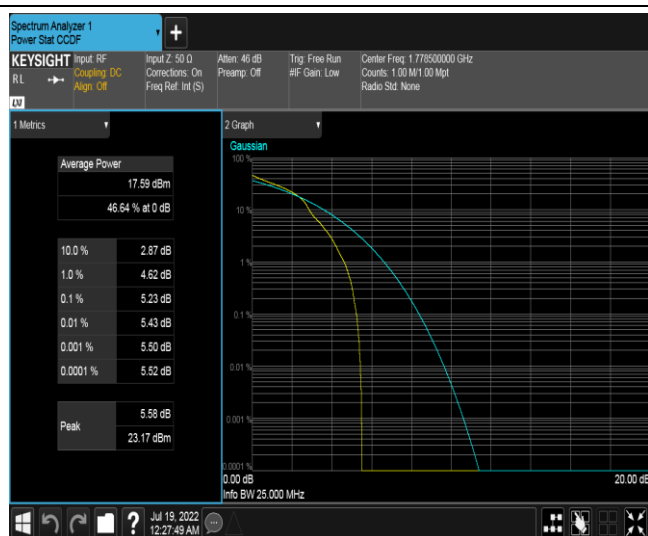 Spectrum Analyzer 1
Power Stat CCDF
+
KEYSIGHT
RL
LXI
Input: RF
Coupling: DC
Align: Off
Input Z: 50 Ω
Corrections: On
Freq Ref: Int (S)
Atten: 46 dB
Preamp: Off
Trig: Free Run
#IF Gain: Low
Center Freq: 1.778500000 GHz
Counts: 1.00 M/1.00 Mpt
Radio Std: None
1 Metrics
Average Power
17.59 dBm
46.64 % at 0 dB
10.0 % 2.87 dB
1.0 % 4.62 dB
0.1 % 5.23 dB
0.01 % 5.43 dB
0.001 % 5.50 dB
0.0001 % 5.52 dB
Peak
5.58 dB
23.17 dBm
2 Graph
Gaussian
100 %
10 %
1 %
0.1 %
0.01 %
0.001 %
0.0001 %
0.00 dB 20.00 dB
Info BW 25.000 MHz
?
Jul 19, 2022
12:27:49 AM